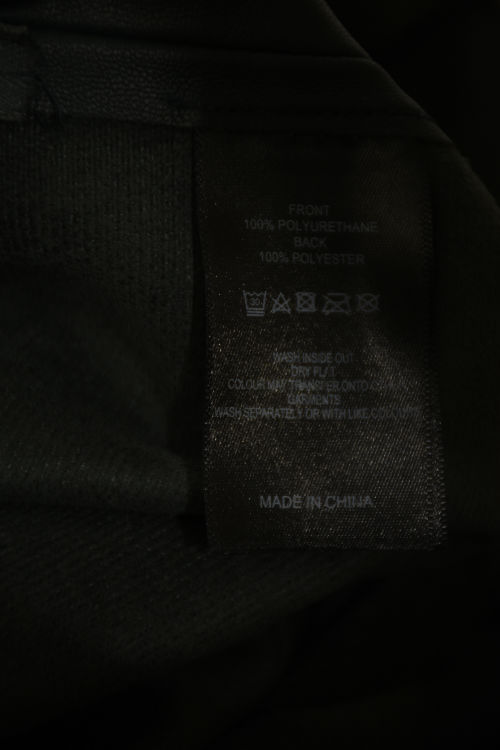 FRONT
100% POLYURETHANE
BACK
100% POLYESTER
30
WASH INSIDE OUT
DRY FLAT
COLOUR MAY TRANSFER ONTO OTHER
GARMENTS
WASH SEPARATELY OR WITH LIKE COLOURS
MADE IN CHINA